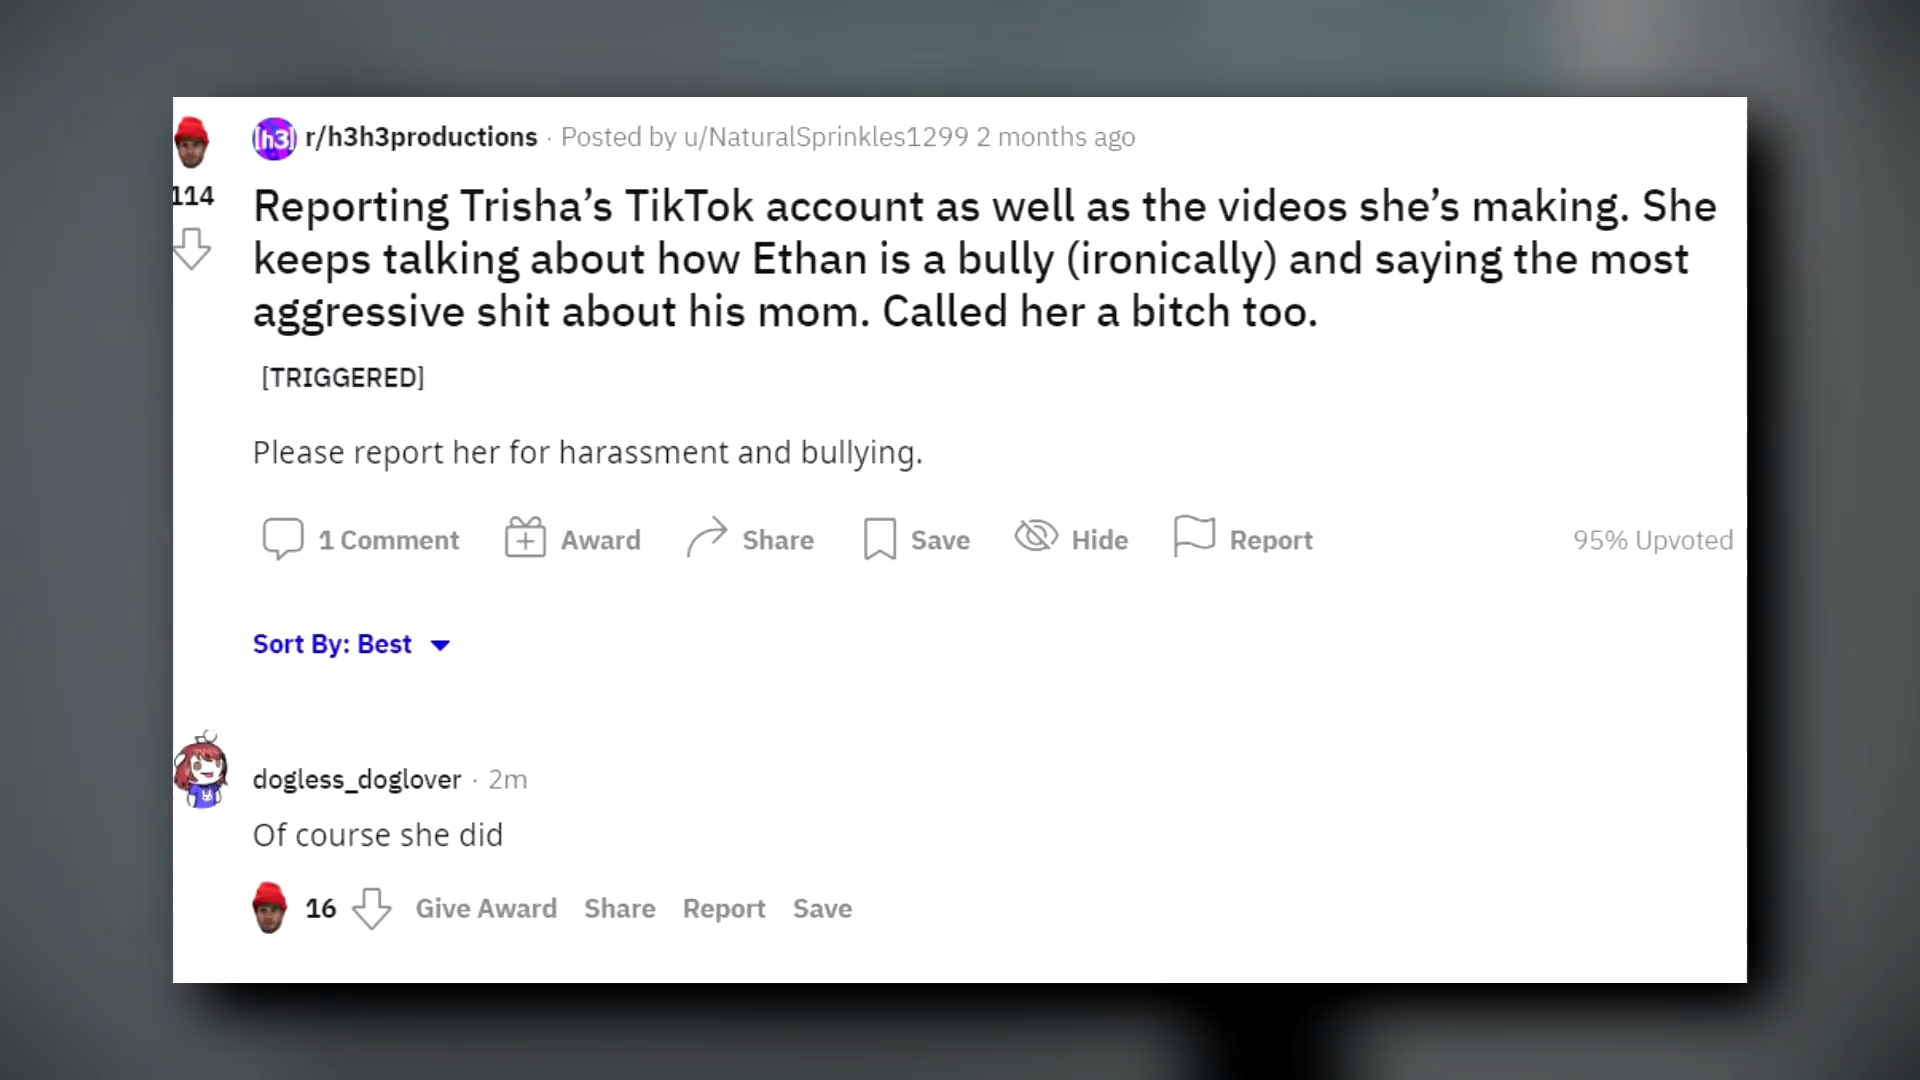 [h3]
r/h3h3productions · Posted by u/NaturalSprinkles1299 2 months ago
114
Reporting Trisha’s TikTok account as well as the videos she’s making. She
keeps talking about how Ethan is a bully (ironically) and saying the most
aggressive shit about his mom. Called her a bitch too.
[TRIGGERED]
Please report her for harassment and bullying.
1 Comment Award Share Save Hide Report 95% Upvoted
Sort By: Best
dogless_doglover · 2m
Of course she did
16 Give Award Share Report Save